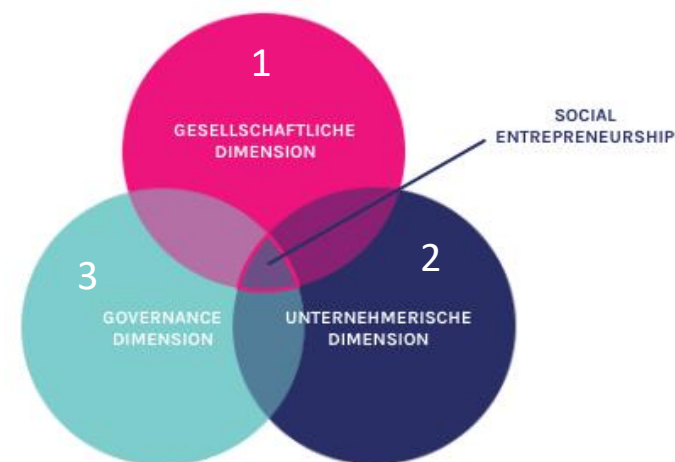 1
GESELLSCHAFTLICHE
DIMENSION
SOCIAL
ENTREPRENEURSHIP
2
3
GOVERNANCE
DIMENSION
UNTERNEHMERISCHE
DIMENSION